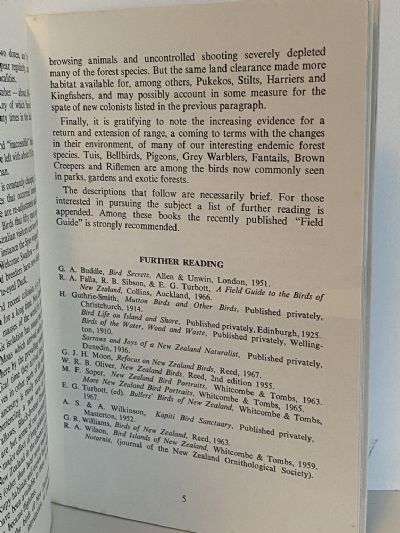 browsing animals and uncontrolled shooting severely depleted
many of the forest species. But the same land clearance made more
habitat available for, among others, Pukekos, Stilts, Harriers and
Kingfishers, and may possibly account in some measure for the
spate of new colonists listed in the previous paragraph.
Finally, it is gratifying to note the increasing evidence for a
return and extension of range, a coming to terms with the changes
in their environment, of many of our interesting endemic forest
species. Tuis, Bellbirds, Pigeons, Grey Warblers, Fantails, Brown
Creepers and Riflemen are among the birds now commonly seen
in parks, gardens and exotic forests.
The descriptions that follow are necessarily brief. For those
interested in pursuing the subject a list of further reading is
appended. Among these books the recently published "Field
Guide" is strongly recommended.
FURTHER READING
G. A. Buddle, Bird Secrets, Allen & Unwin, London, 1951.
R. A. Falla, R. B. Sibson, & E. G. Turbott, A Field Guide to the Birds of
New Zealand, Collins, Auckland, 1966.
H. Guthrie-Smith, Mutton Birds and Other Birds, Published privately,
Christchurch, 1914.
Bird Life on Island and Shore, Published privately, Edinburgh, 1925.
Birds of the Water, Wood and Waste, Published privately, Welling-
ton, 1910.
Sorrows and Joys of a New Zealand Naturalist, Published privately,
Dunedin, 1936.
G. J. H. Moon, Refocus on New Zealand Birds, Reed, 1967.
W. R. B. Oliver, New Zealand Birds. Reed, 2nd edition 1955.
M. F. Soper, New Zealand Bird Portraits, Whitcombe & Tombs, 1963.
More New Zealand Bird Portraits, Whitcombe & Tombs, 1965.
E. G. Turbott, (ed). Bullers' Birds of New Zealand, Whitcombe & Tombs,
1967.
A. S. & A. Wilkinson, Kapiti Bird Sanctuary, Published privately,
Masterton, 1952.
G. R. Williams, Birds of New Zealand, Reed, 1963.
R. A. Wilson, Bird Islands of New Zealand, Whitcombe & Tombs, 1959.
Notornis, (journal of the New Zealand Ornithological Society).
5